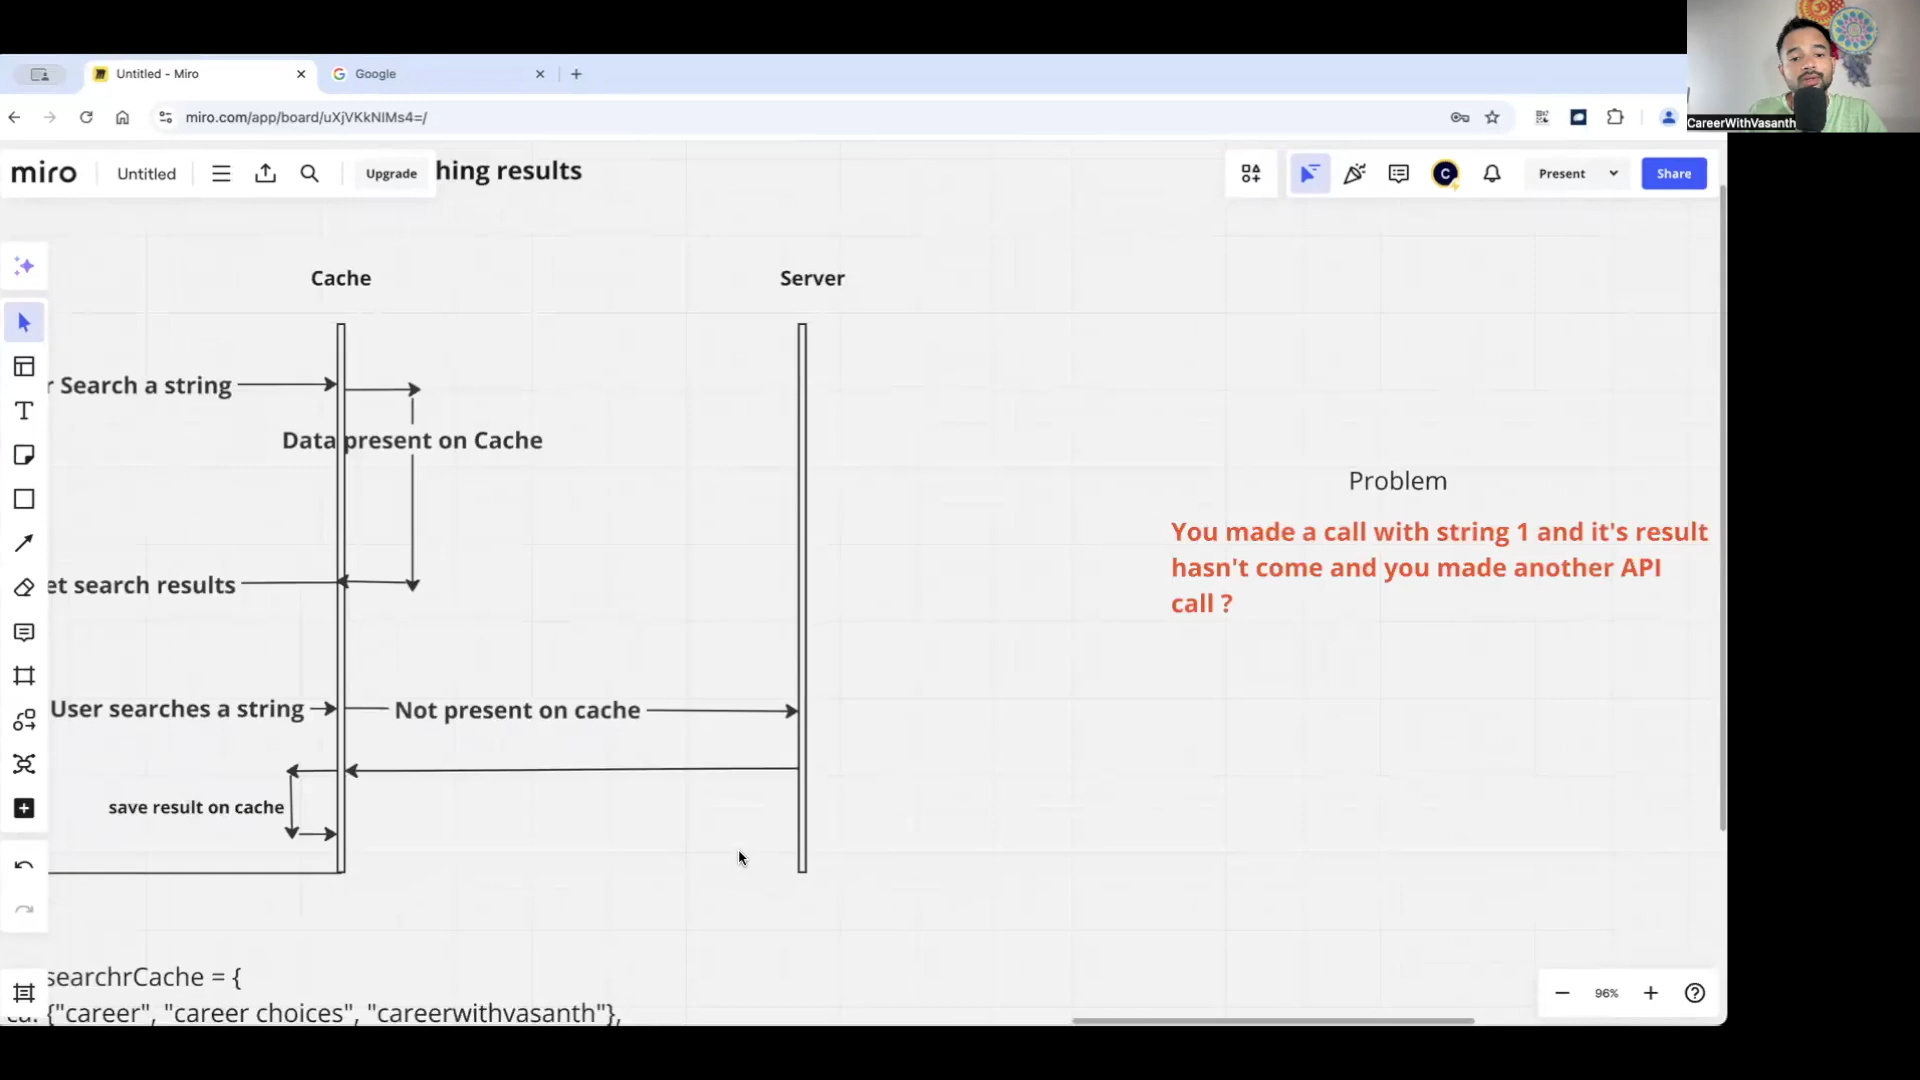 Untitled - Miro
Google
miro.com/app/board/uXjVKkNIMs4=/
CareerWithVasanth
miro
Untitled
Upgrade
hing results
C
Present
Share
Cache
Server
r Search a string
Data present on Cache
Problem
You made a call with string 1 and it's result
hasn't come and you made another API
call ?
et search results
User searches a string
Not present on cache
save result on cache
searchrCache = {
ca: {"career", "career choices", "careerwithvasanth"},
96%